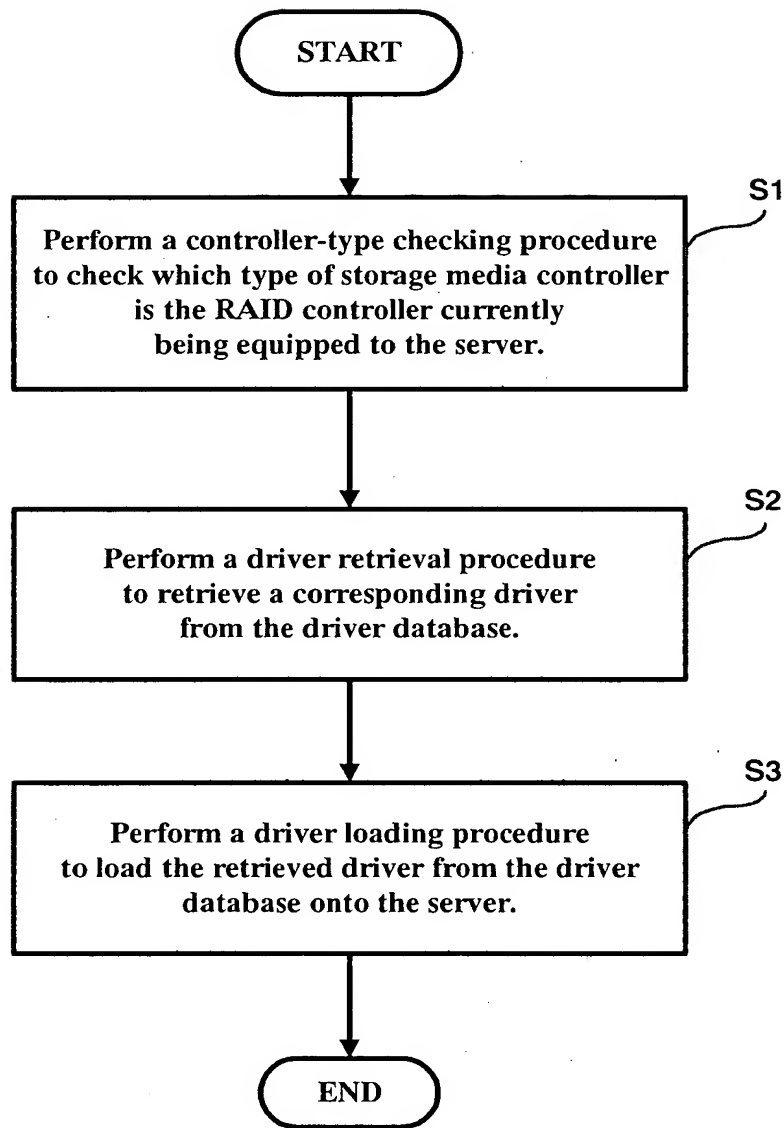 START
S1
Perform a controller-type checking procedure
to check which type of storage media controller
is the RAID controller currently
being equipped to the server.
S2
Perform a driver retrieval procedure
to retrieve a corresponding driver
from the driver database.
S3
Perform a driver loading procedure
to load the retrieved driver from the driver
database onto the server.
END